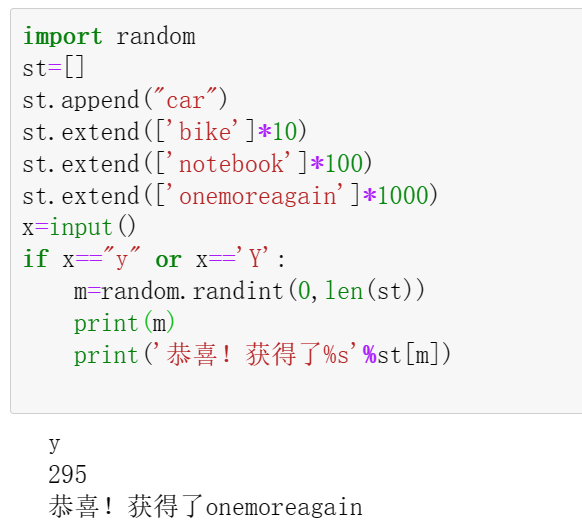 import random
st=[]
st.append("car")
st.extend(['bike']*10)
st.extend(['notebook']*100)
st.extend(['onemoreagain']*1000)
x=input()
if x=="y" or x=='Y':
    m=random.randint(0,len(st))
    print(m)
    print('恭喜！获得了%s'%st[m])
y
295
恭喜！获得了onemoreagain